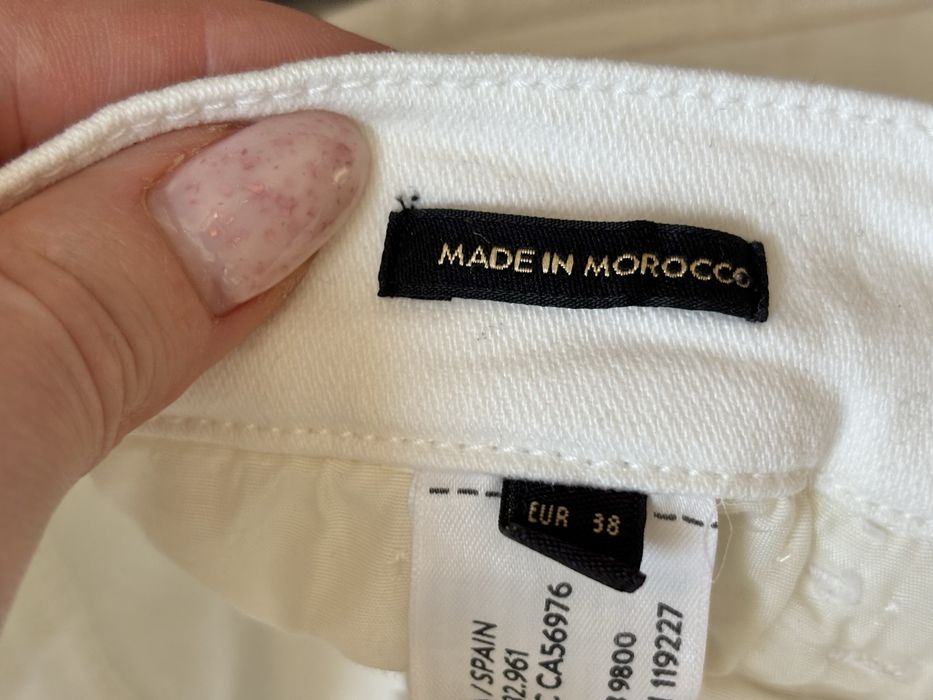 MADE IN MOROCCO
EUR 38
/ SPAIN
2.961
CA56976
9800
119227